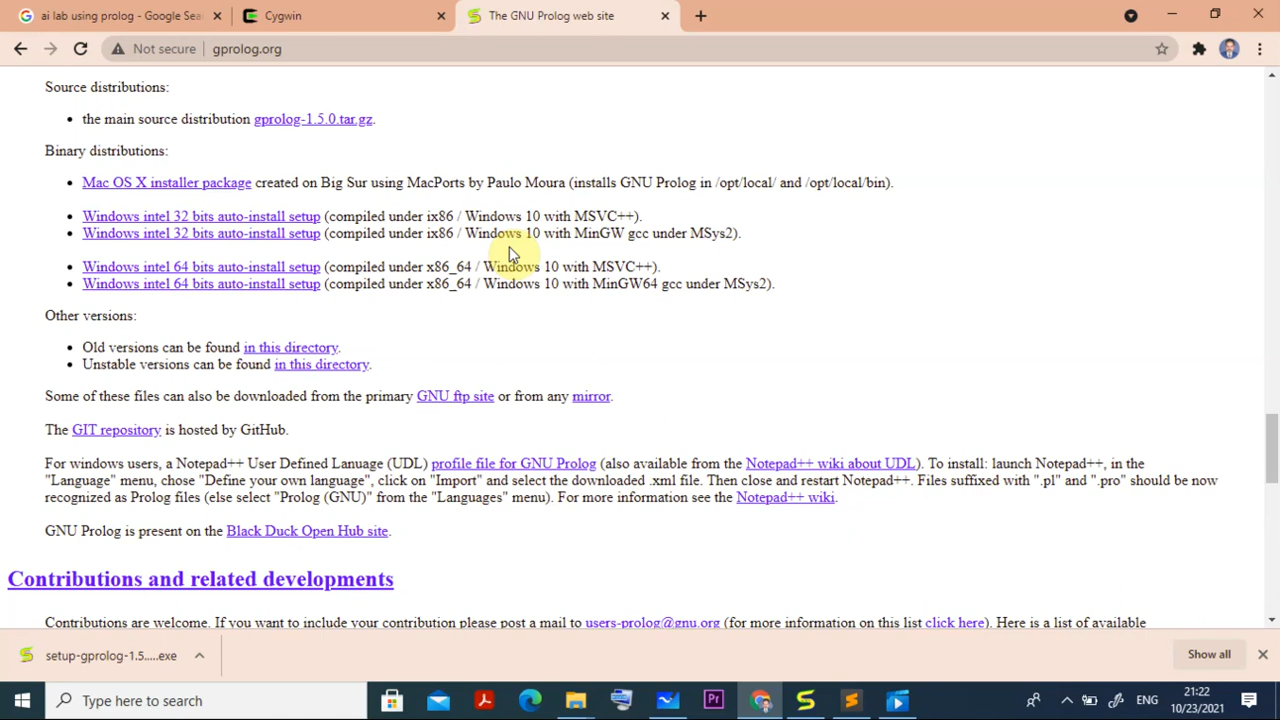 ai lab using prolog - Google Sea
Cygwin
The GNU Prolog web site
Not secure
gprolog.org
Source distributions:
• the main source distribution gprolog-1.5.0.tar.gz.
Binary distributions:
• Mac OS X installer package created on Big Sur using MacPorts by Paulo Moura (installs GNU Prolog in /opt/local/ and /opt/local/bin).
• Windows intel 32 bits auto-install setup (compiled under ix86 / Windows 10 with MSVC++).
• Windows intel 32 bits auto-install setup (compiled under ix86 / Windows 10 with MinGW gcc under MSys2).
• Windows intel 64 bits auto-install setup (compiled under x86_64 / Windows 10 with MSVC++).
• Windows intel 64 bits auto-install setup (compiled under x86_64 / Windows 10 with MinGW64 gcc under MSys2).
Other versions:
• Old versions can be found in this directory.
• Unstable versions can be found in this directory.
Some of these files can also be downloaded from the primary GNU ftp site or from any mirror.
The GIT repository is hosted by GitHub.
For windows users, a Notepad++ User Defined Lanuage (UDL) profile file for GNU Prolog (also available from the Notepad++ wiki about UDL). To install: launch Notepad++, in the
"Language" menu, chose "Define your own language", click on "Import" and select the downloaded .xml file. Then close and restart Notepad++. Files suffixed with ".pl" and ".pro" should be now
recognized as Prolog files (else select "Prolog (GNU)" from the "Languages" menu). For more information see the Notepad++ wiki.
GNU Prolog is present on the Black Duck Open Hub site.
Contributions and related developments
Contributions are welcome. If you want to include your contribution please post a mail to users-prolog@gnu.org (for more information on this list click here). Here is a list of available
setup-gprolog-1.5.....exe
Show all
Type here to search
Pr
ENG
21:22
10/23/2021